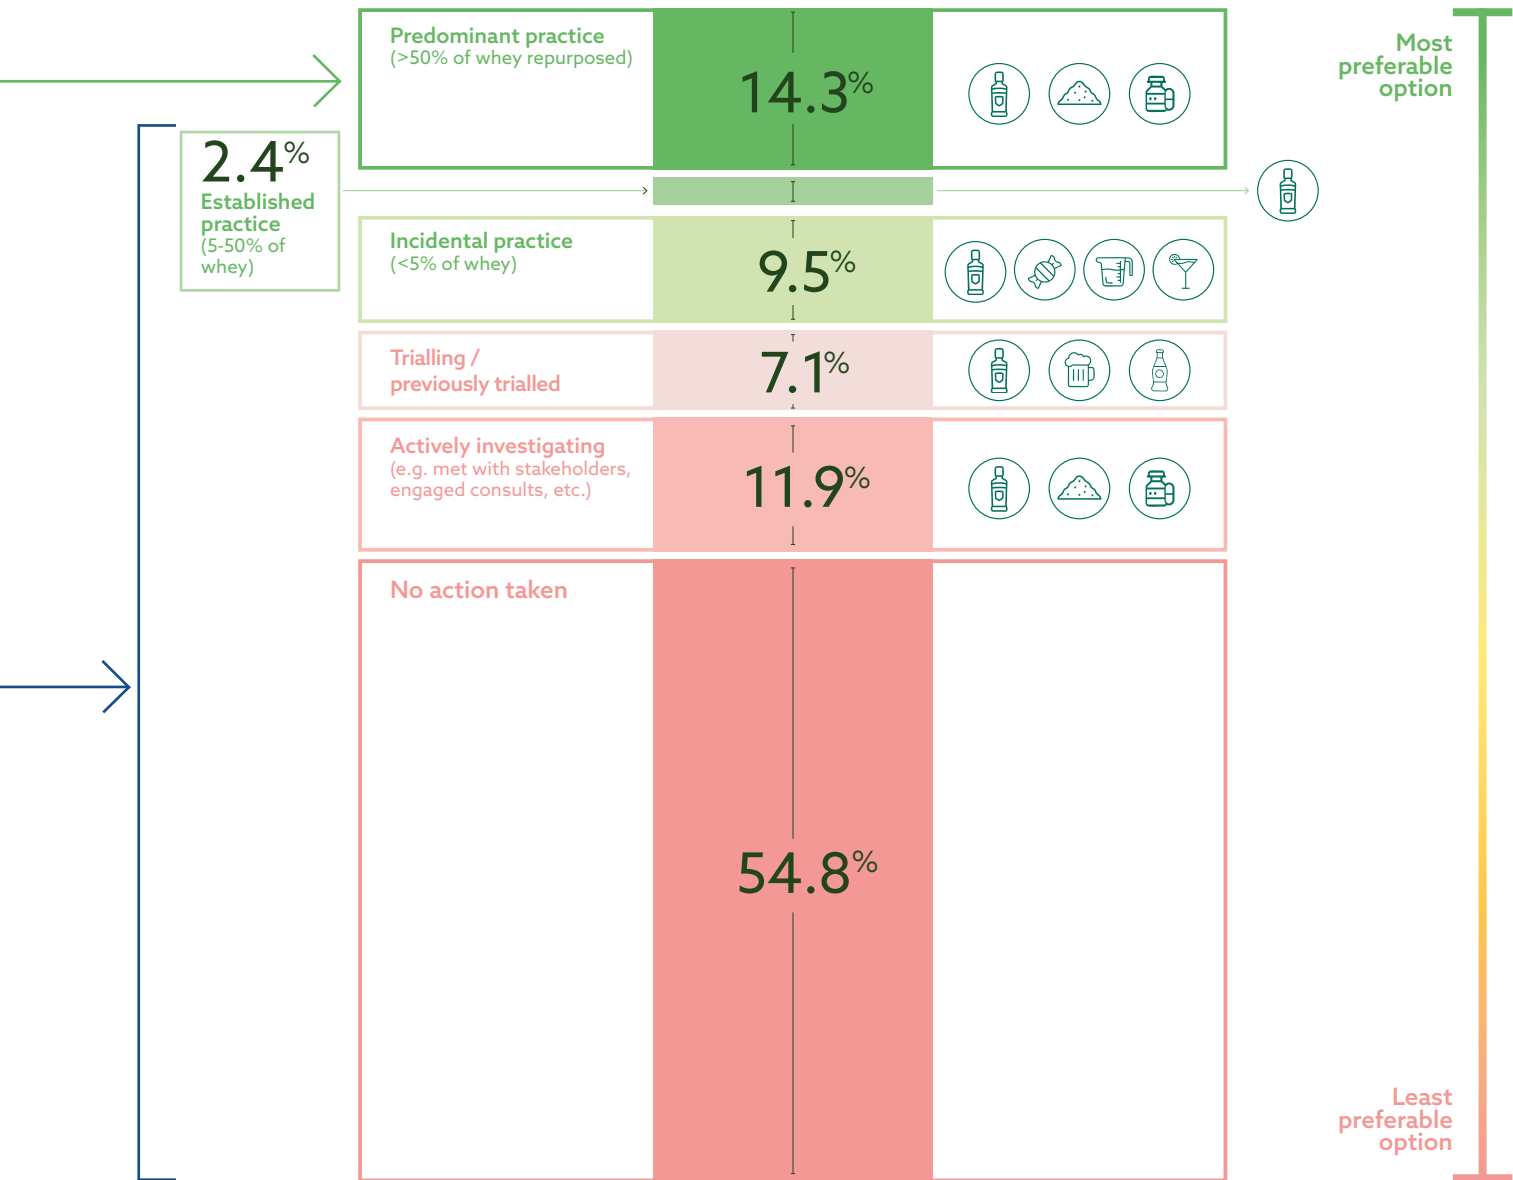 Predominant practice
(>50% of whey repurposed)
14.3%
Most
preferable
option
2.4%
Established
practice
(5-50% of
whey)
Incidental practice
(<5% of whey)
9.5%
Trialling /
previously trialled
7.1%
Actively investigating
(e.g. met with stakeholders,
engaged consults, etc.)
11.9%
No action taken
54.8%
Least
preferable
option